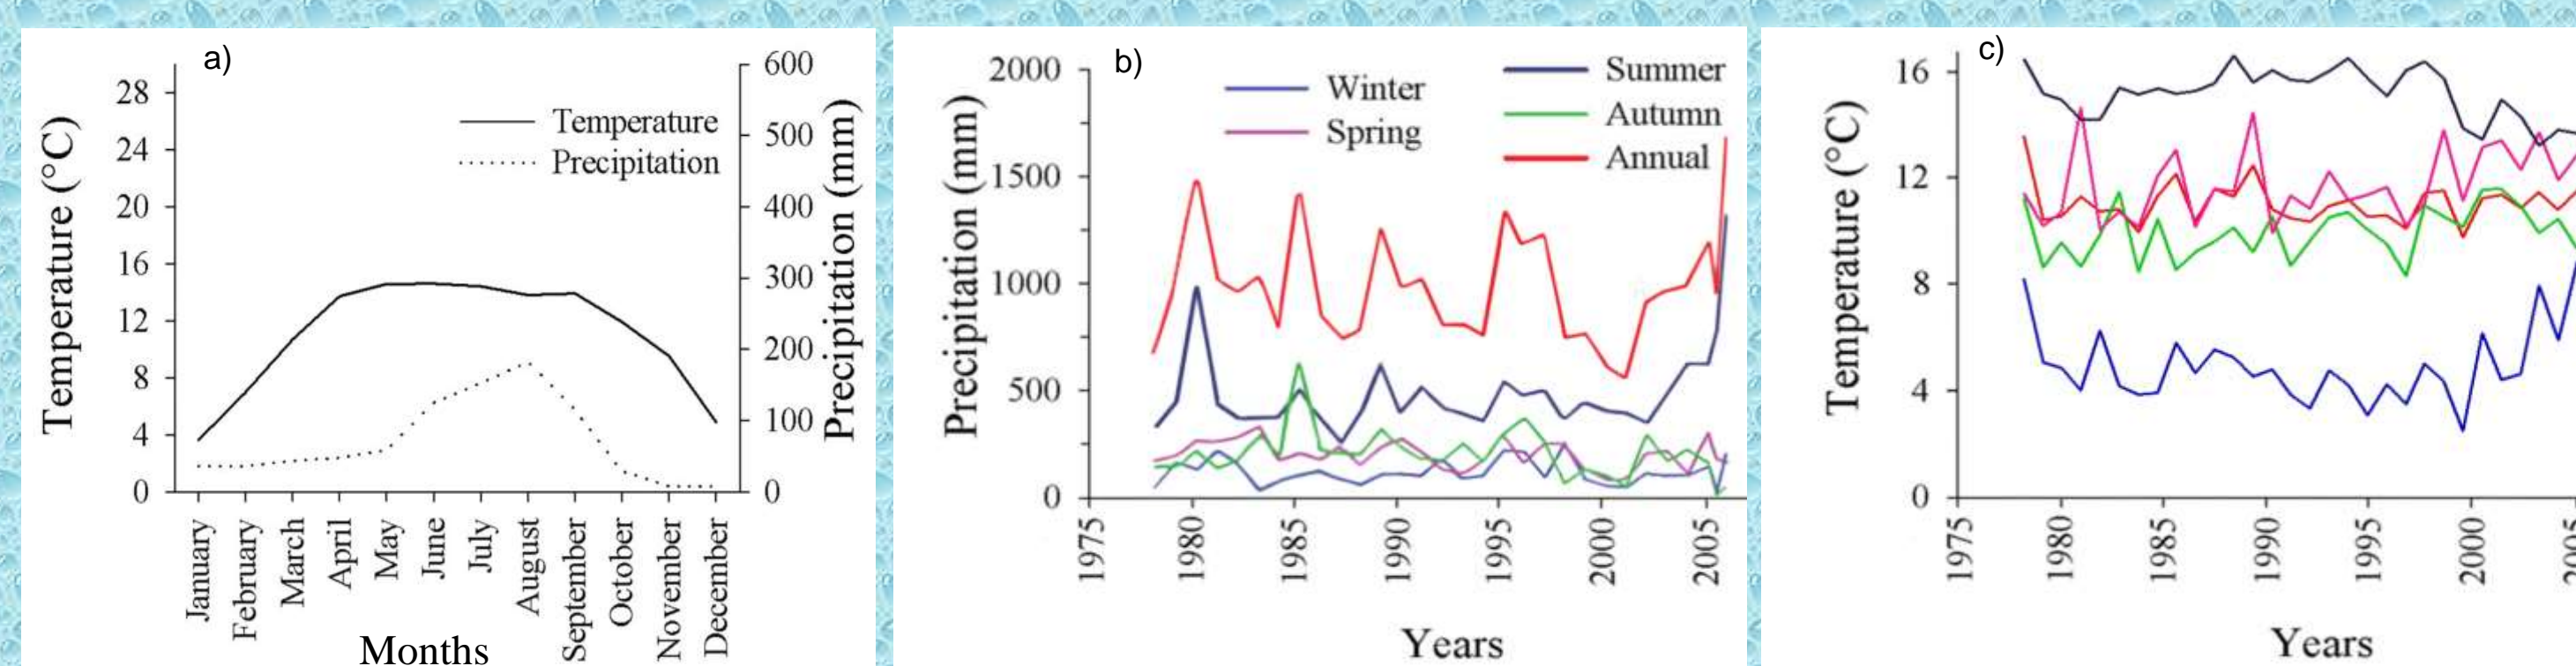 a)
Temperature (°C)
28
24
20
16
12
8
4
0
Temperature
Precipitation
600
500
400
300
200
100
0
Precipitation (mm)
January
February
March
April
May
June
July
August
September
October
November
December
Months
b)
Precipitation (mm)
2000
1500
1000
500
0
Winter
Spring
Summer
Autumn
Annual
1975
1980
1985
1990
1995
2000
2005
Years
c)
Temperature (°C)
16
12
8
4
0
1975
1980
1985
1990
1995
2000
2005
Years